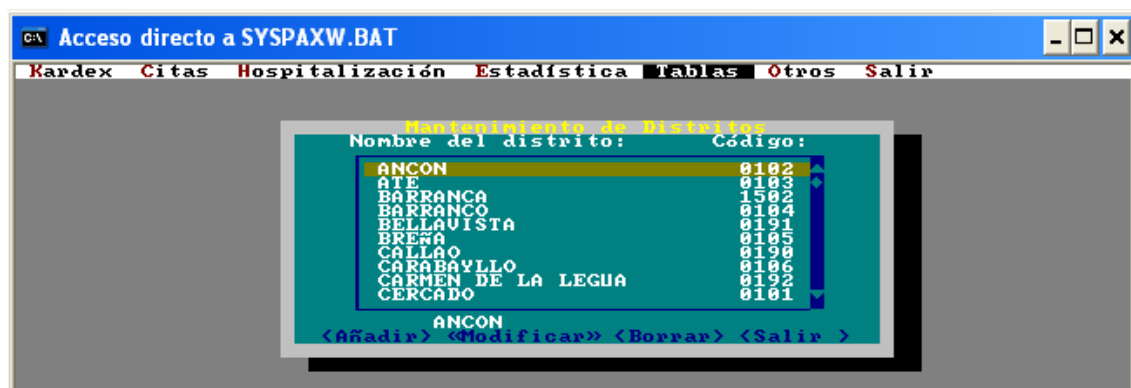 Acceso directo a SYSPAXW.BAT
Kardex Citas Hospitalización Estadística Tablas Otros Salir
Mantenimiento de Distritos
Nombre del distrito: Código:
ANCON 0102
ATE 0103
BARRANCA 1502
BARRANCO 0104
BELLAVISTA 0191
BREÑA 0105
CALLAO 0190
CARABAYLLO 0106
CARMEN DE LA LEGUA 0192
CERCADO 0101
ANCON
<Añadir> «Modificar» <Borrar> <Salir >